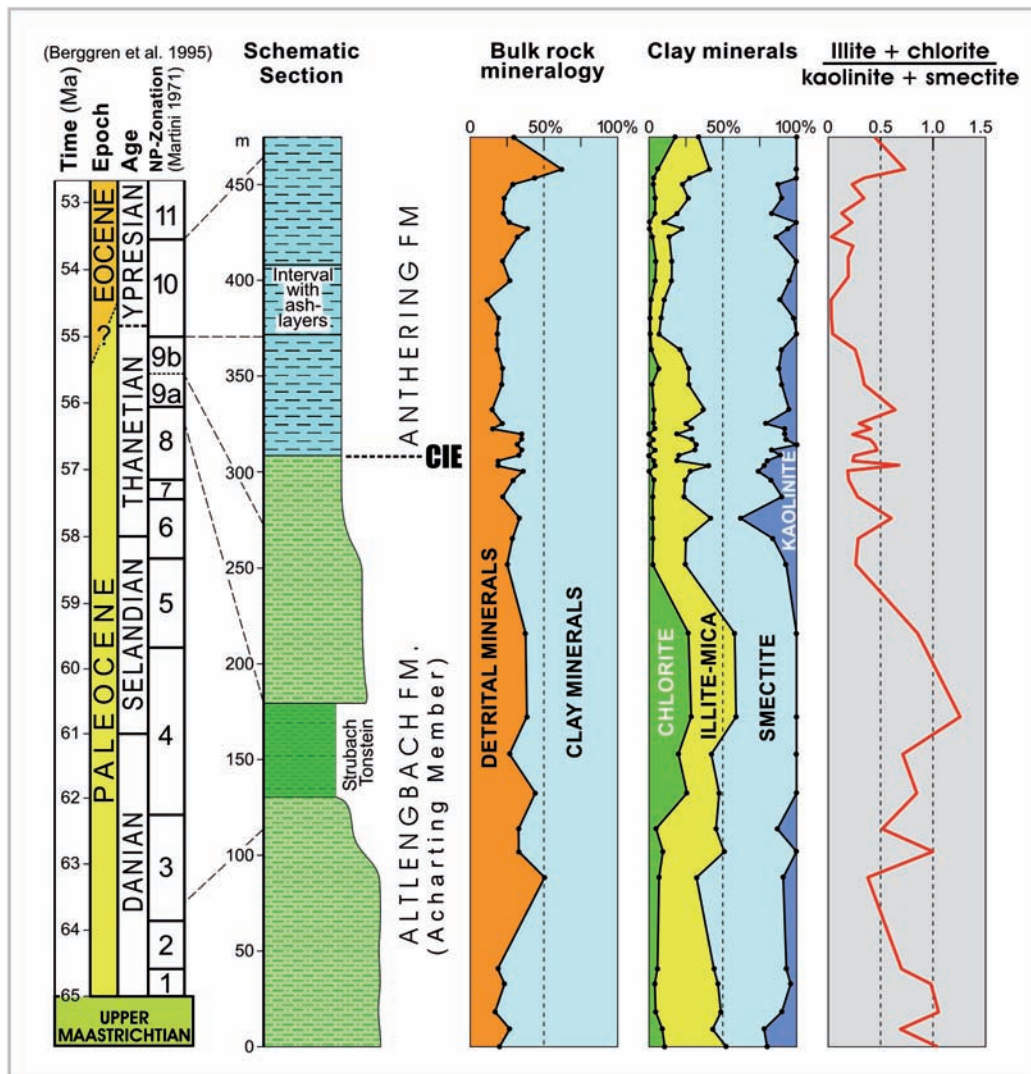 (Berggren et al. 1995)
Time (Ma)
Epoch
Age
NP-Zonation
(Martini 1971)
53
54
55
56
57
58
59
60
61
62
63
64
65
EOCENE
?
PALEOCENE
YPRESIAN
THANETIAN
SELANDIAN
DANIAN
11
10
9b
9a
8
7
6
5
4
3
2
1
UPPER
MAASTRICHTIAN
Schematic
Section
m
450
400
350
300
250
200
150
100
50
0
Interval
with
ash-
layers
CIE
Strubach
Tonstein
ANTHERING FM
ALTLENGBACH FM.
(Acharting Member)
Bulk rock
mineralogy
0 50% 100%
DETRITAL MINERALS
CLAY MINERALS
Clay minerals
0 50% 100%
CHLORITE
ILLITE-MICA
SMECTITE
KAOLINITE
Illite + chlorite
kaolinite + smectite
0 0.5 1.0 1.5